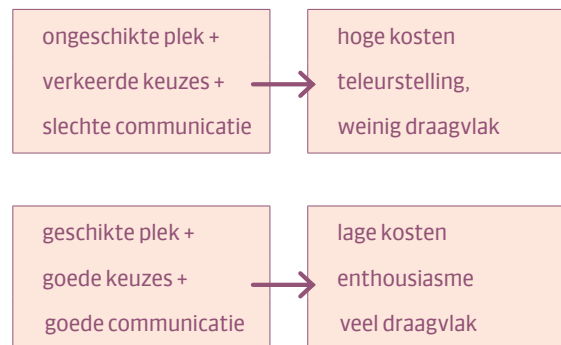 ongeschikte plek +
verkeerde keuzes +
slechte communicatie
hoge kosten
teleurstelling,
weinig draagvlak
geschikte plek +
goede keuzes +
goede communicatie
lage kosten
enthousiasme
veel draagvlak